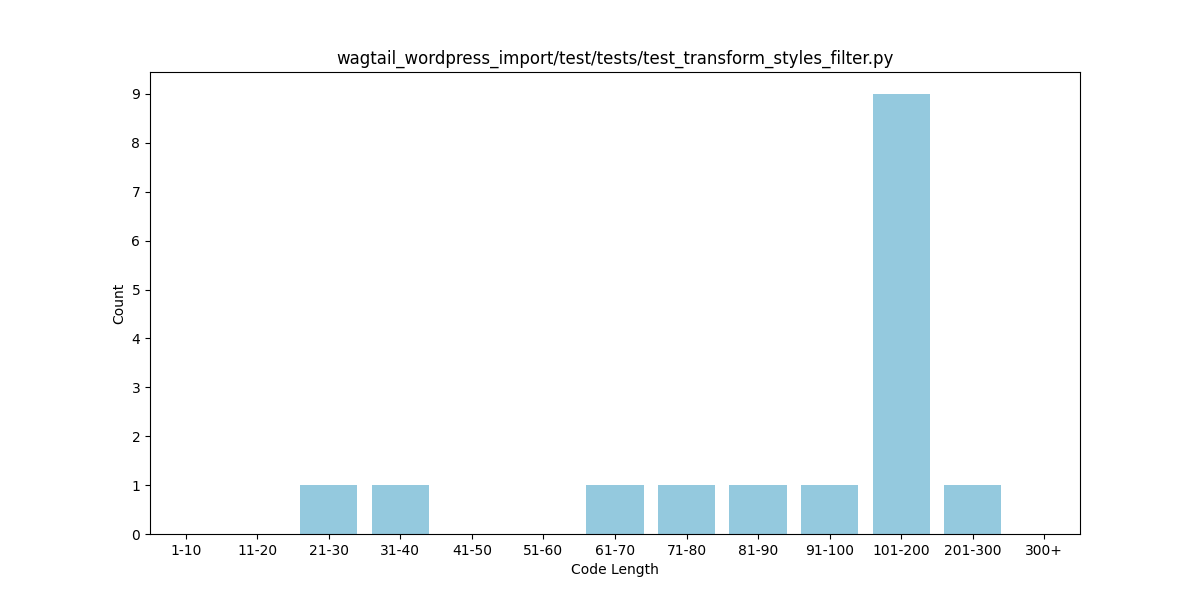 wagtail_wordpress_import/test/tests/test_transform_styles_filter.py
9
8
7
6
5
4
3
2
1
0
Count
1-10 11-20 21-30 31-40 41-50 51-60 61-70 71-80 81-90 91-100 101-200 201-300 300+
Code Length